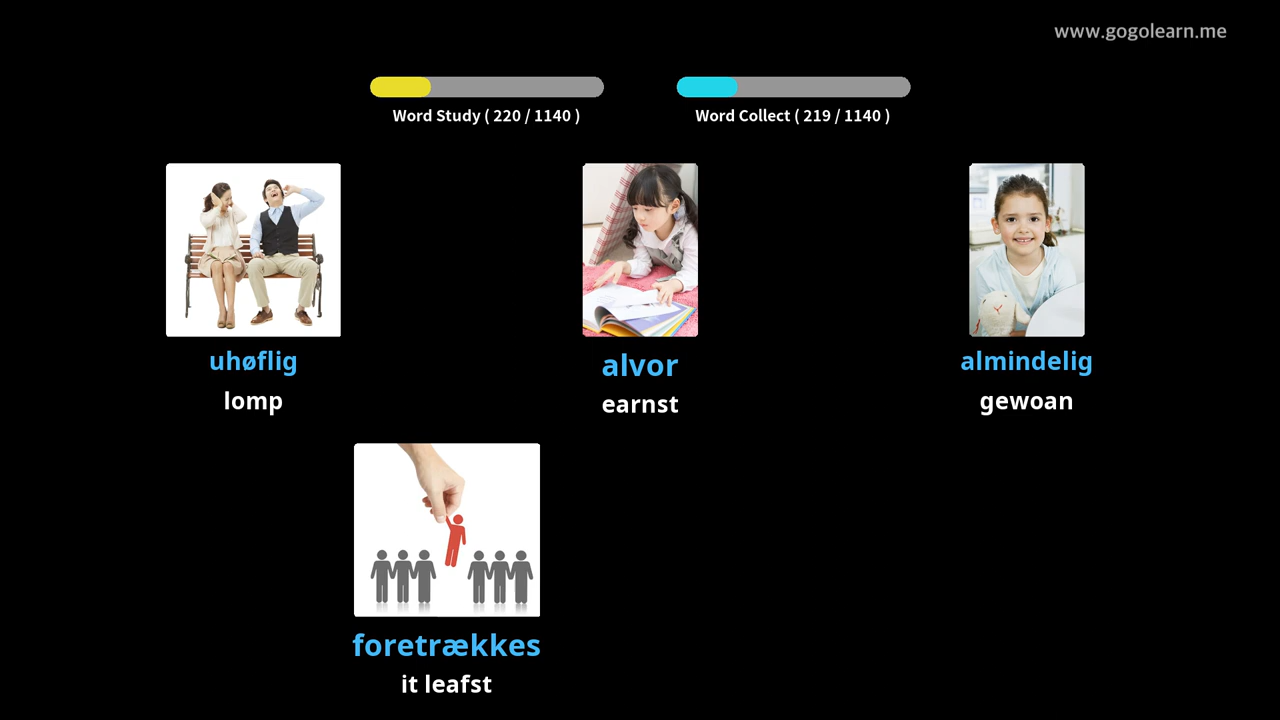 www.gogolearn.me
Word Study ( 220 / 1140 )
Word Collect ( 219 / 1140 )
uhøflig
lomp
alvor
earnst
almindelig
gewoan
foretrækkes
it leafst